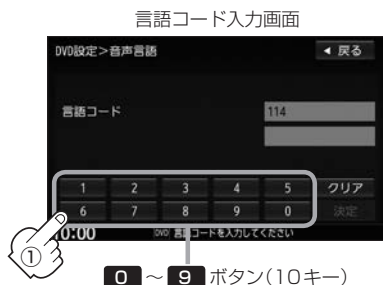 言語コード入力画面
DVD設定>音声言語
◀ 戻る
言語コード
114
1 2 3 4 5 クリア
6 7 8 9 0 決定
①
10:00 DVD 言語コードを入力してください
0 ～ 9 ボタン(10キー)